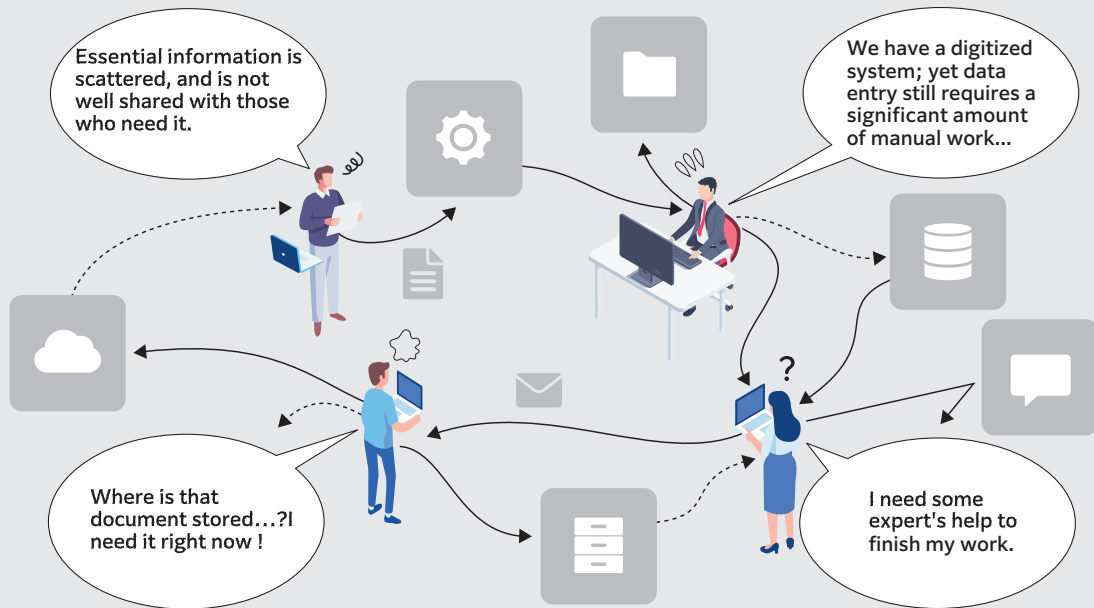 Essential information is
scattered, and is not
well shared with those
who need it.
We have a digitized
system; yet data
entry still requires a
significant amount
of manual work...
?
Where is that
document stored...?I
need it right now !
I need some
expert's help to
finish my work.